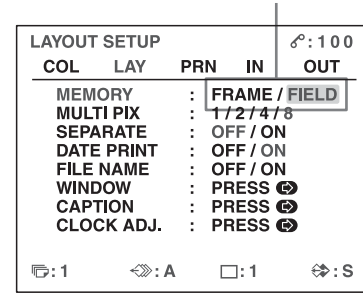 LAYOUT SETUP :100
COL LAY PRN IN OUT
MEMORY : FRAME / FIELD
MULTI PIX : 1 / 2 / 4 / 8
SEPARATE : OFF / ON
DATE PRINT : OFF / ON
FILE NAME : OFF / ON
WINDOW : PRESS
CAPTION : PRESS
CLOCK ADJ. : PRESS
:1 :A :1 :S